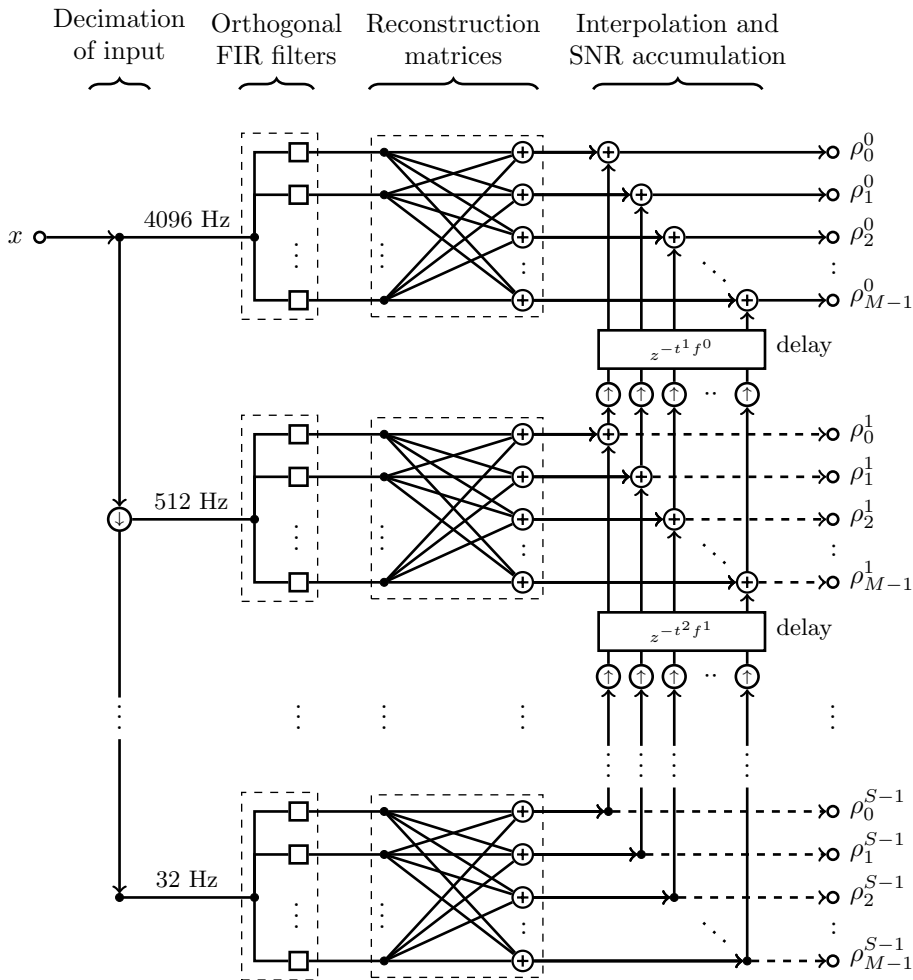 Decimation
of input
Orthogonal
FIR filters
Reconstruction
matrices
Interpolation and
SNR accumulation
x
4096 Hz
ρ_0^0
ρ_1^0
ρ_2^0
ρ_{M−1}^0
z^{−t^1 f^0}
delay
↑ ↑ ↑ ↑
ρ_0^1
ρ_1^1
512 Hz
↓
ρ_2^1
ρ_{M−1}^1
z^{−t^2 f^1}
delay
↑ ↑ ↑ ↑
ρ_0^{S−1}
ρ_1^{S−1}
32 Hz
ρ_2^{S−1}
ρ_{M−1}^{S−1}